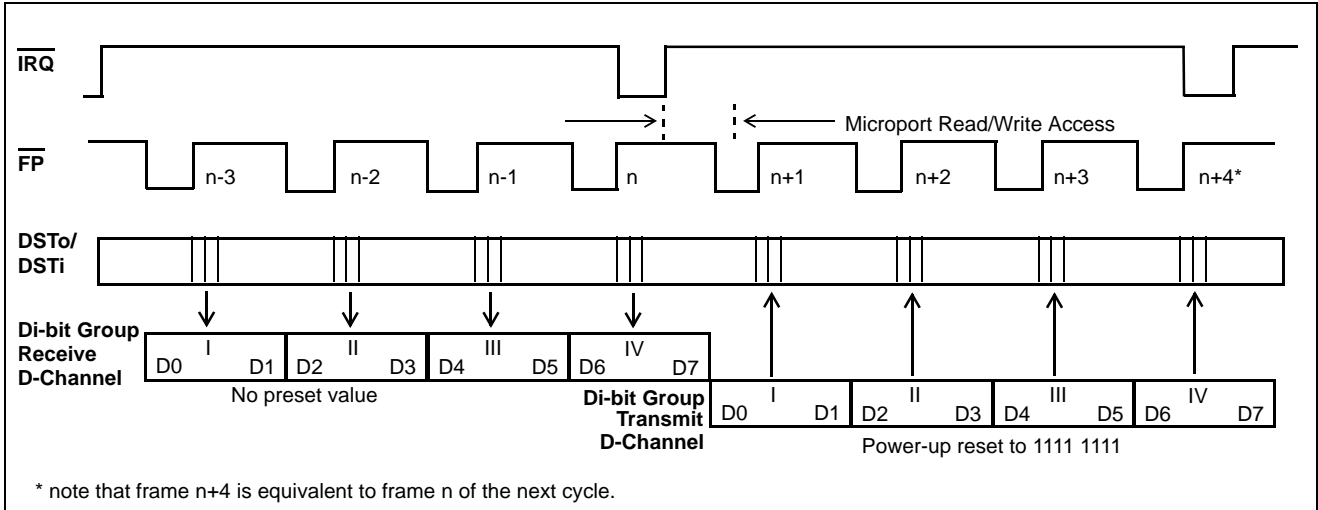 IRQ
Microport Read/Write Access
FP
n-3 n-2 n-1 n n+1 n+2 n+3 n+4*
DSTo/
DSTi
Di-bit Group
Receive
D-Channel
I II III IV
D0 D1 D2 D3 D4 D5 D6 D7
No preset value
Di-bit Group
Transmit
D-Channel
I II III IV
D0 D1 D2 D3 D4 D5 D6 D7
Power-up reset to 1111 1111
* note that frame n+4 is equivalent to frame n of the next cycle.